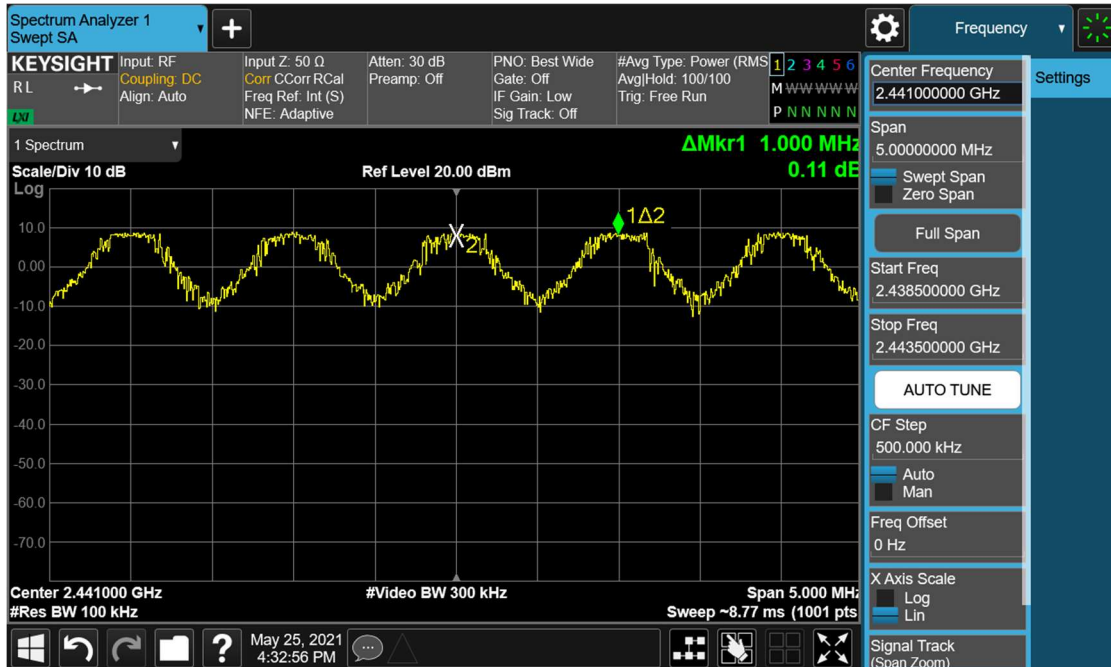 Spectrum Analyzer 1
Swept SA
+
Frequency
KEYSIGHT
RL
LXI
Input: RF
Coupling: DC
Align: Auto
Input Z: 50 Ω
Corr CCorr RCal
Freq Ref: Int (S)
NFE: Adaptive
Atten: 30 dB
Preamp: Off
PNO: Best Wide
Gate: Off
IF Gain: Low
Sig Track: Off
#Avg Type: Power (RMS
Avg|Hold: 100/100
Trig: Free Run
1 2 3 4 5 6
M W W W W W
P N N N N N
1 Spectrum
Scale/Div 10 dB
Ref Level 20.00 dBm
ΔMkr1 1.000 MHz
0.11 dB
Log
10.0
0.00
-10.0
-20.0
-30.0
-40.0
-50.0
-60.0
-70.0
1Δ2
2
Center 2.441000 GHz
#Video BW 300 kHz
Span 5.000 MHz
#Res BW 100 kHz
Sweep ~8.77 ms (1001 pts
?
May 25, 2021
4:32:56 PM
Center Frequency
2.441000000 GHz
Settings
Span
5.00000000 MHz
Swept Span
Zero Span
Full Span
Start Freq
2.438500000 GHz
Stop Freq
2.443500000 GHz
AUTO TUNE
CF Step
500.000 kHz
Auto
Man
Freq Offset
0 Hz
X Axis Scale
Log
Lin
Signal Track
(Span Zoom)